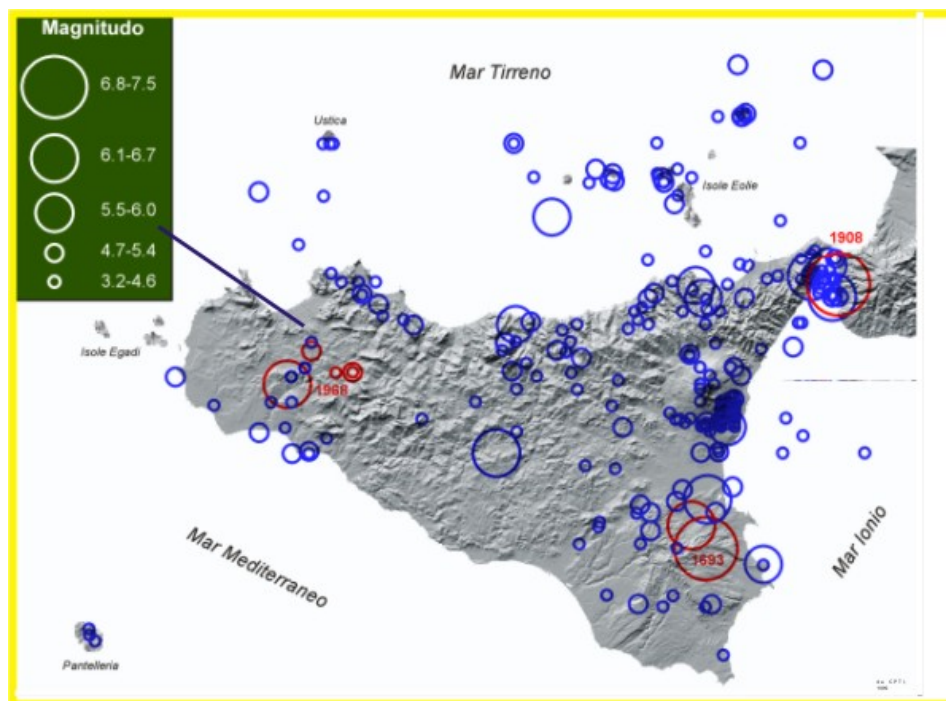 Magnitudo
6.8-7.5
6.1-6.7
5.5-6.0
4.7-5.4
3.2-4.6
Mar Tirreno
Ustica
Isole Eolie
1908
Isole Egadi
1968
Mar Ionio
1693
Mar Mediterraneo
Pantelleria